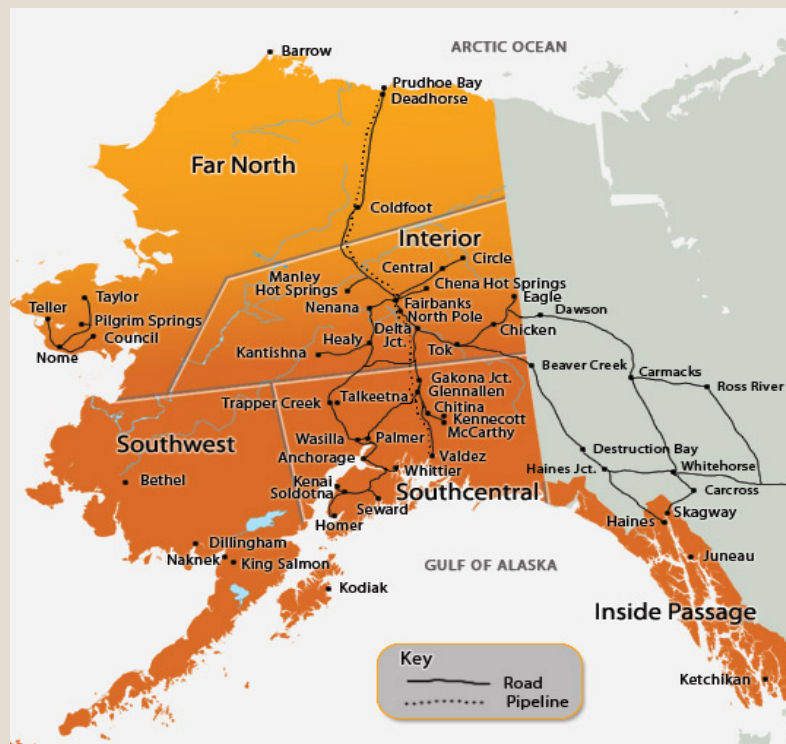 Barrow
ARCTIC OCEAN
Prudhoe Bay
Deadhorse
Far North
Coldfoot
Interior
Circle
Central
Manley
Hot Springs
Chena Hot Springs
Eagle
Taylor
Teller
Nenana
Fairbanks
North Pole
Dawson
Pilgrim Springs
Council
Healy
Delta
Jct.
Chicken
Nome
Kantishna
Tok
Beaver Creek
Carmacks
Gakona Jct.
Glennallen
Ross River
Trapper Creek
Talkeetna
Chitina
Kennecott
McCarthy
Southwest
Wasilla
Palmer
Anchorage
Valdez
Destruction Bay
Haines Jct.
Whitehorse
Bethel
Whittier
Kenai
Soldotna
Southcentral
Carcross
Seward
Homer
Skagway
Haines
Dillingham
Naknek
King Salmon
GULF OF ALASKA
Juneau
Kodiak
Inside Passage
Key
Road
Pipeline
Ketchikan